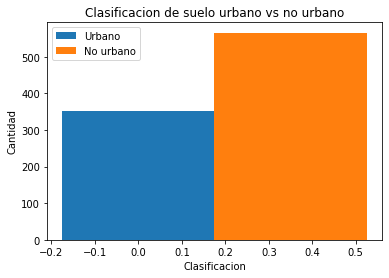 Clasificacion de suelo urbano vs no urbano
Urbano
No urbano
Cantidad
500
400
300
200
100
0
−0.2 −0.1 0.0 0.1 0.2 0.3 0.4 0.5
Clasificacion